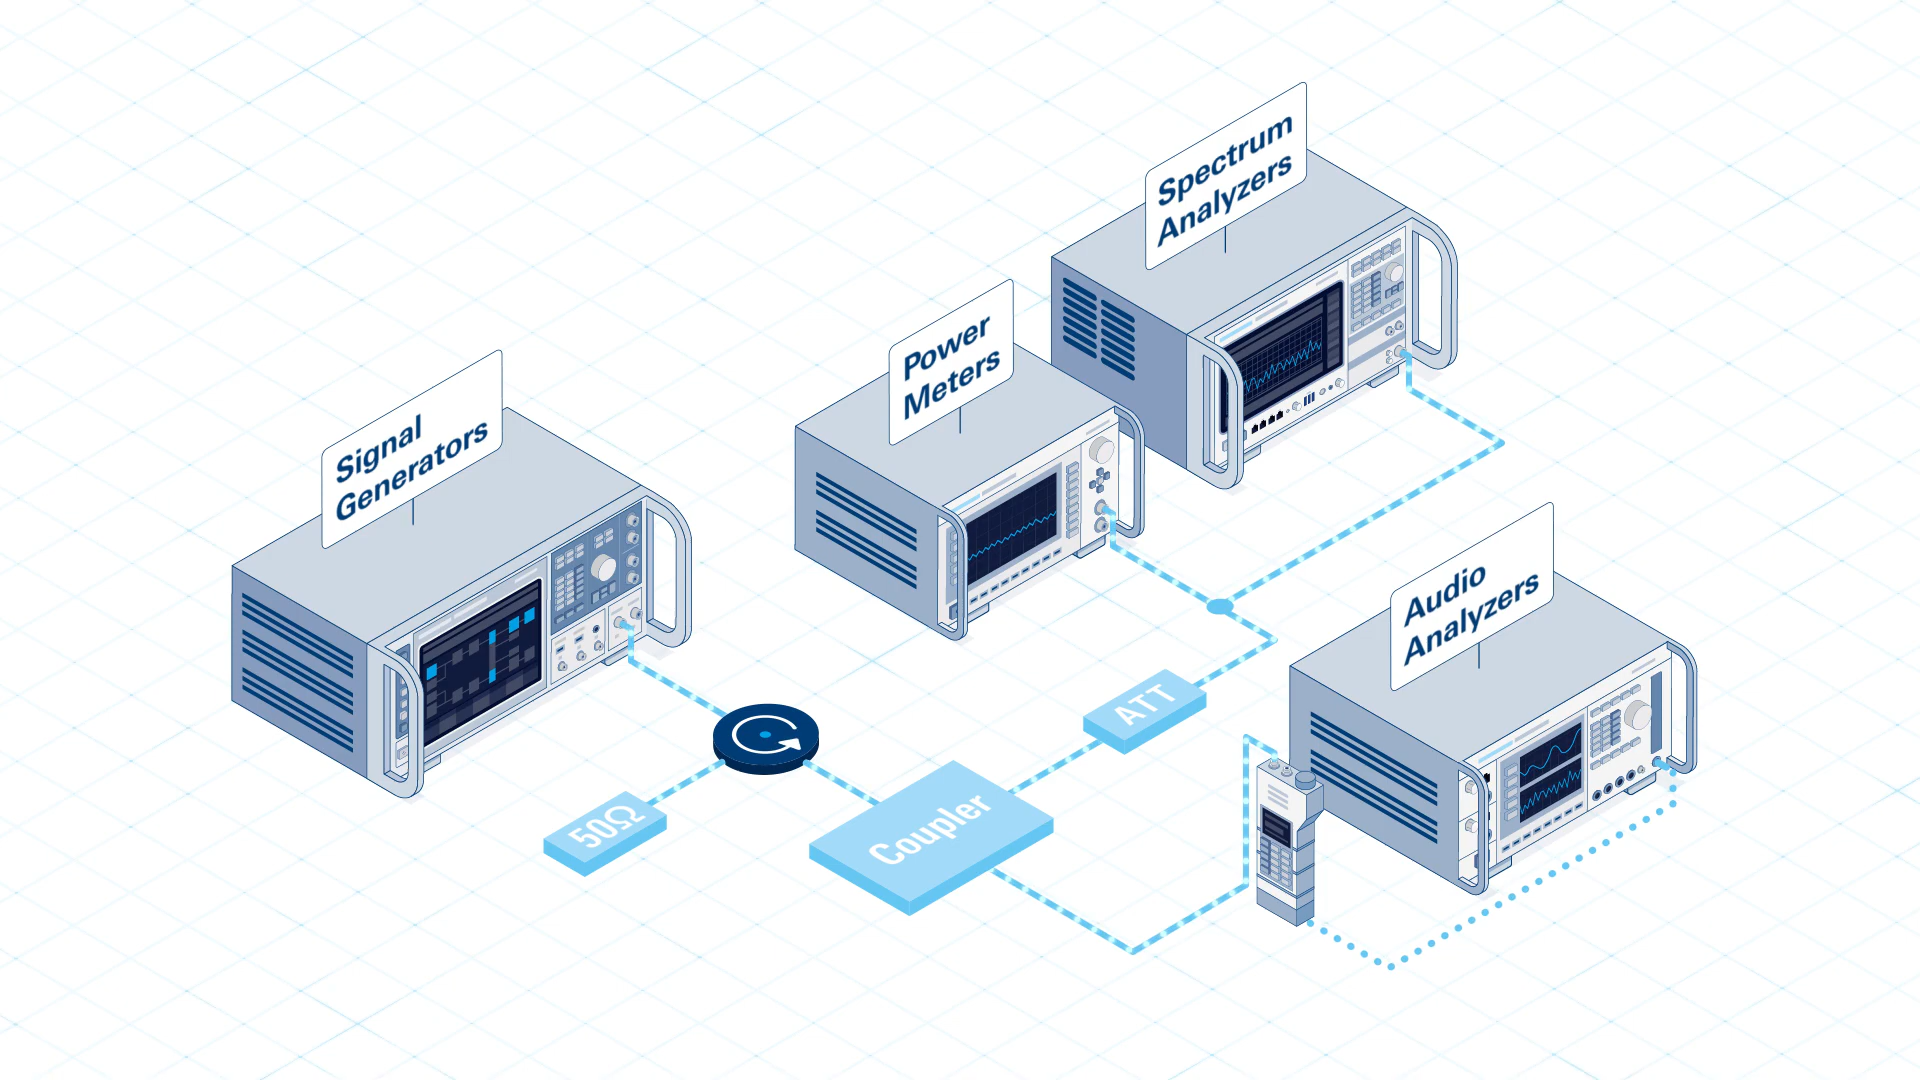 Spectrum
Analyzers
Power
Meters
Signal
Generators
Audio
Analyzers
ATT
50Ω
Coupler